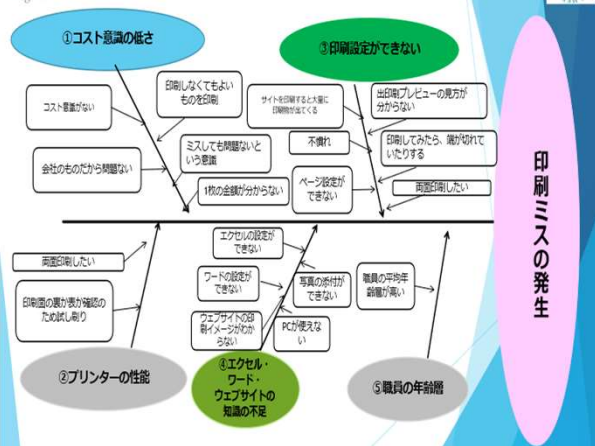 ①コスト意識の低さ
③印刷設定ができない
コスト意識がない
印刷しなくてもよい
ものを印刷
会社のものだから問題ない
ミスしても問題ないと
いう意識
1枚の金額が分からない
サイトを印刷すると大量に
印刷物が出てくる
出印刷プレビューの見方が
分からない
不慣れ
印刷してみたら、端が切れて
いたりする
ページ設定が
できない
両面印刷したい
印刷ミスの発生
両面印刷したい
印刷面の裏か表か確認の
ため試し刷り
エクセルの設定が
できない
ワードの設定が
できない
写真の添付が
できない
ウェブサイトの印
刷イメージがわか
らない
PCが使えな
い
職員の平均年
齢層が高い
②プリンターの性能
④エクセル・
ワード・
ウェブサイトの
知識の不足
⑤職員の年齢層